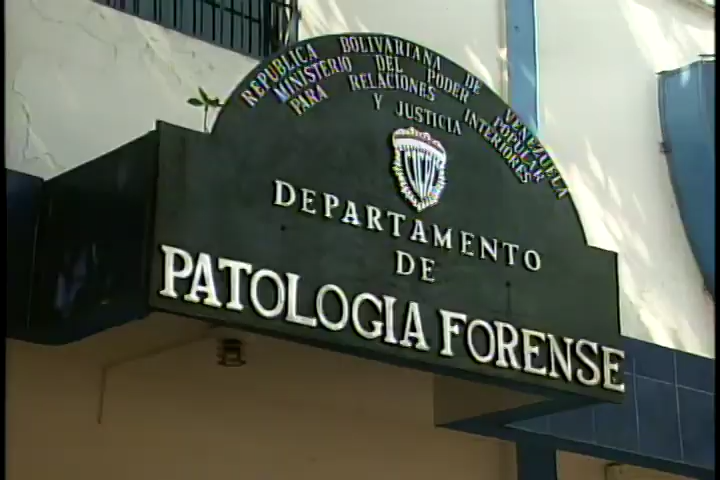 REPUBLICA BOLIVARIANA DE VENEZUELA
MINISTERIO DEL PODER POPULAR
PARA RELACIONES INTERIORES
Y JUSTICIA
CICPC
DEPARTAMENTO
DE
PATOLOGIA FORENSE